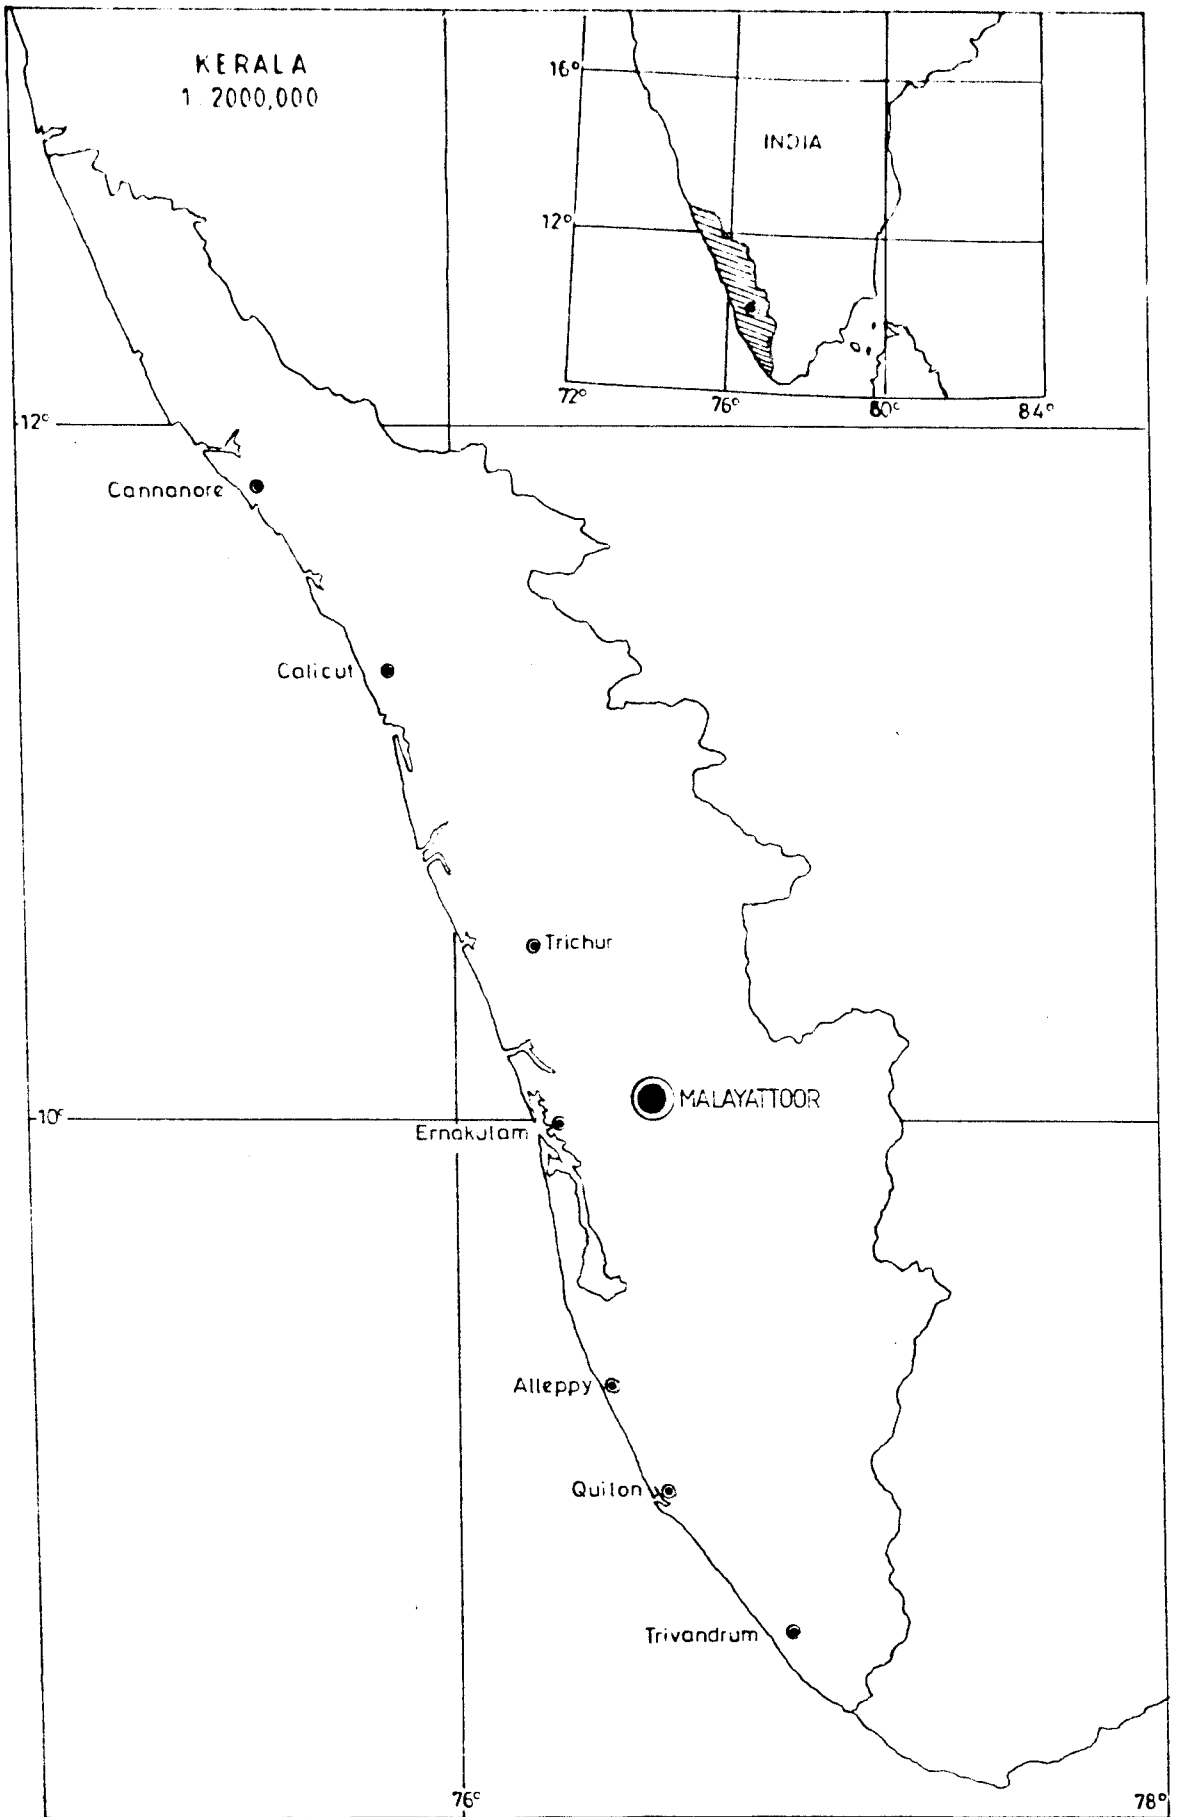 KERALA
1: 2000,000
16°
INDIA
12°
72°
76°
80°
84°
12°
Cannanore
Calicut
Trichur
MALAYATTOOR
10°
Ernakulam
Alleppy
Quilon
Trivandrum
76°
78°